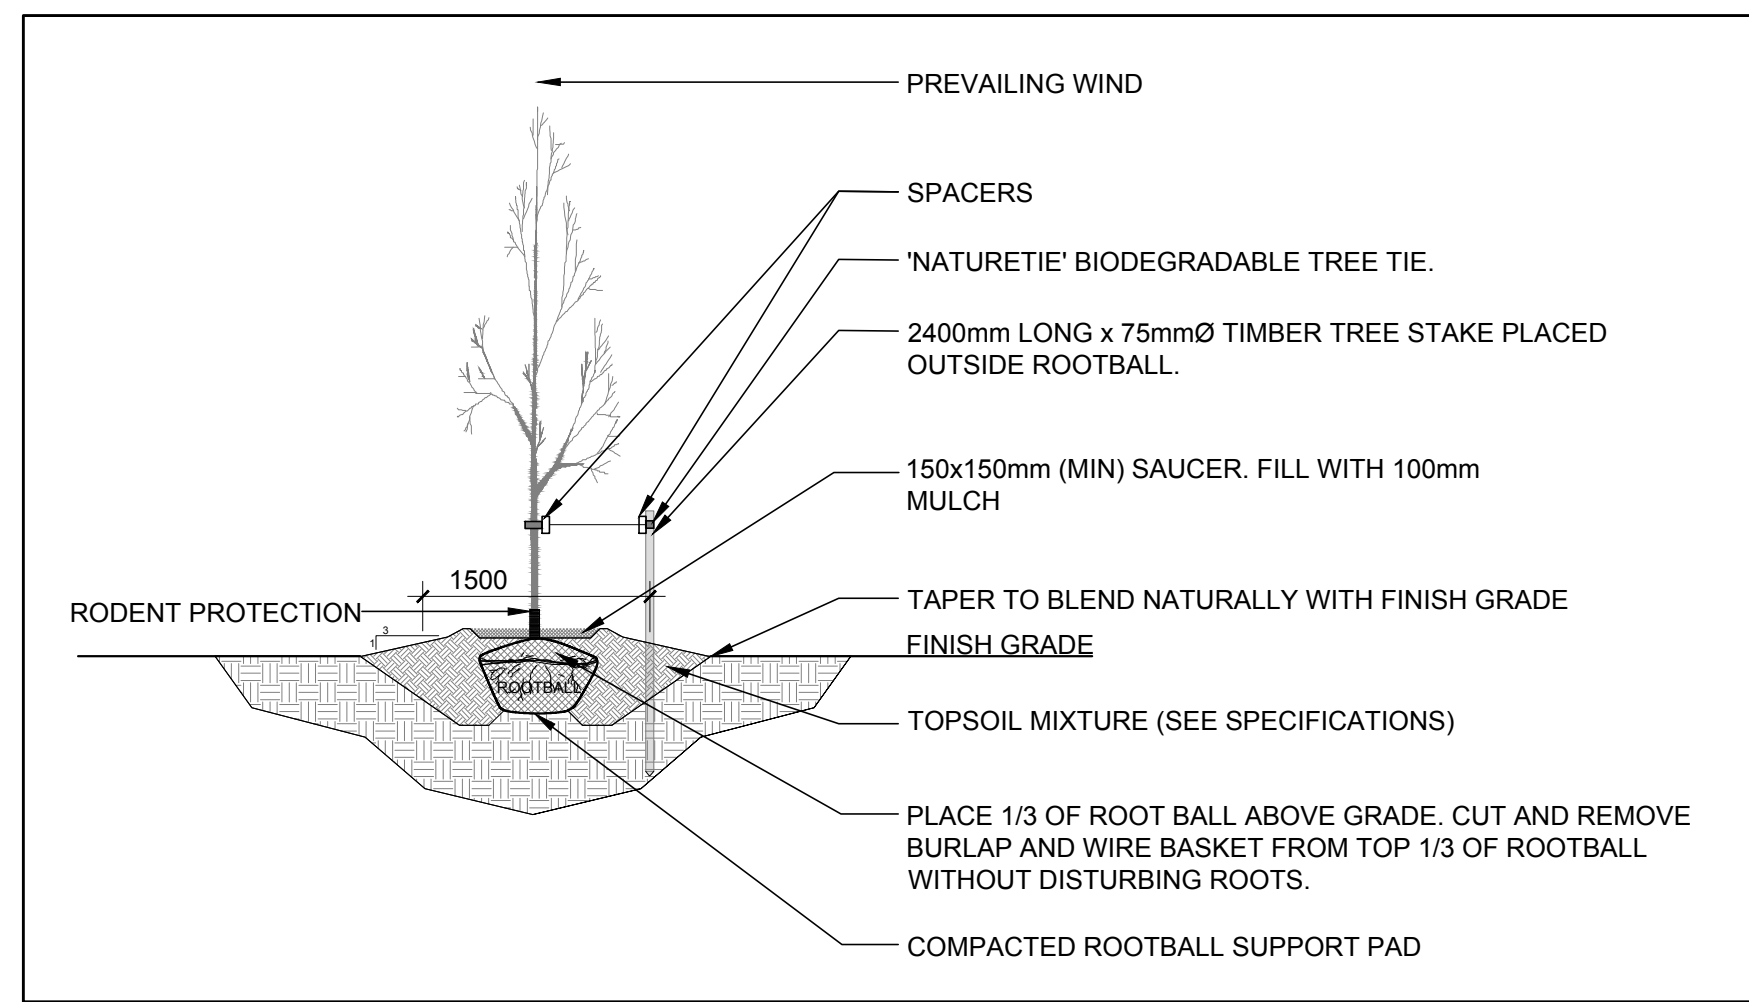 PREVAILING WIND
SPACERS
'NATURETIE' BIODEGRADABLE TREE TIE.
2400mm LONG x 75mmØ TIMBER TREE STAKE PLACED
OUTSIDE ROOTBALL.
150x150mm (MIN) SAUCER. FILL WITH 100mm
MULCH
1500
RODENT PROTECTION
3
1
TAPER TO BLEND NATURALLY WITH FINISH GRADE
FINISH GRADE
ROOTBALL
TOPSOIL MIXTURE (SEE SPECIFICATIONS)
PLACE 1/3 OF ROOT BALL ABOVE GRADE. CUT AND REMOVE
BURLAP AND WIRE BASKET FROM TOP 1/3 OF ROOTBALL
WITHOUT DISTURBING ROOTS.
COMPACTED ROOTBALL SUPPORT PAD